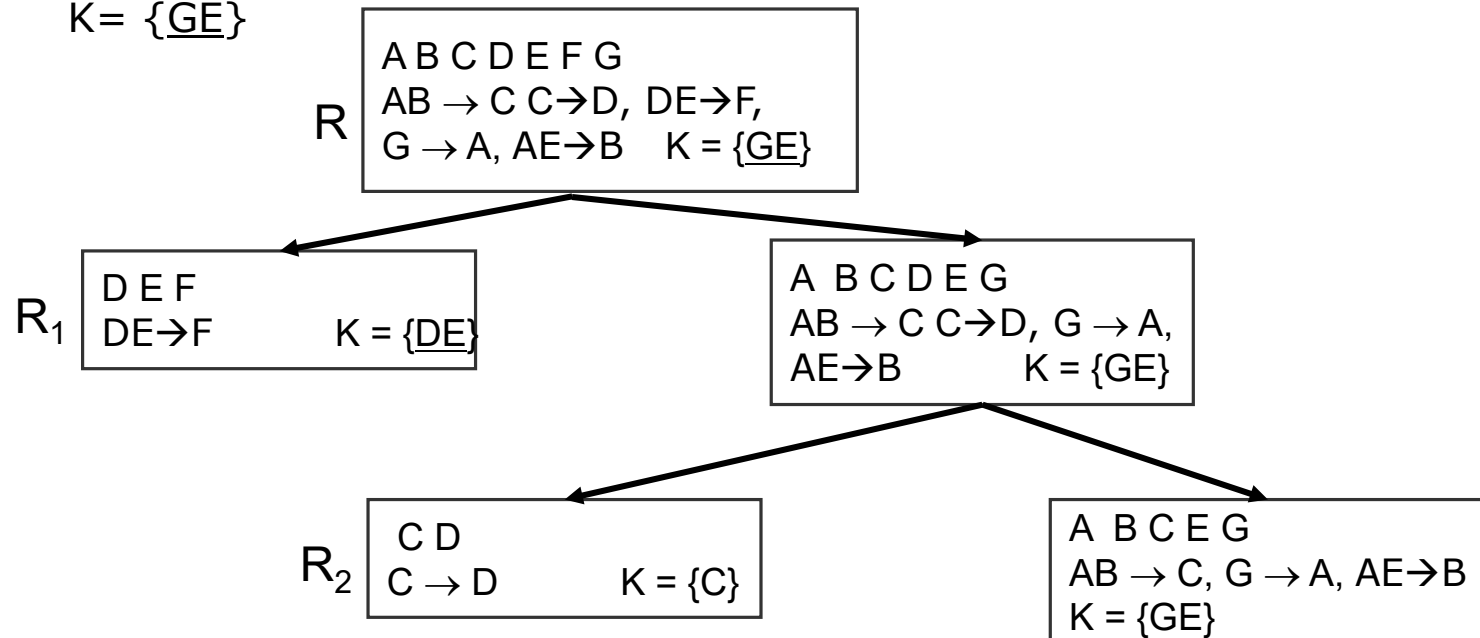 K= {GE}
A B C D E F G
AB → C C→D, DE→F,
R
G → A, AE→B K = {GE}
D E F
R1
DE→F K = {DE}
A B C D E G
AB → C C→D, G → A,
AE→B K = {GE}
C D
R2
C → D K = {C}
A B C E G
AB → C, G → A, AE→B
K = {GE}